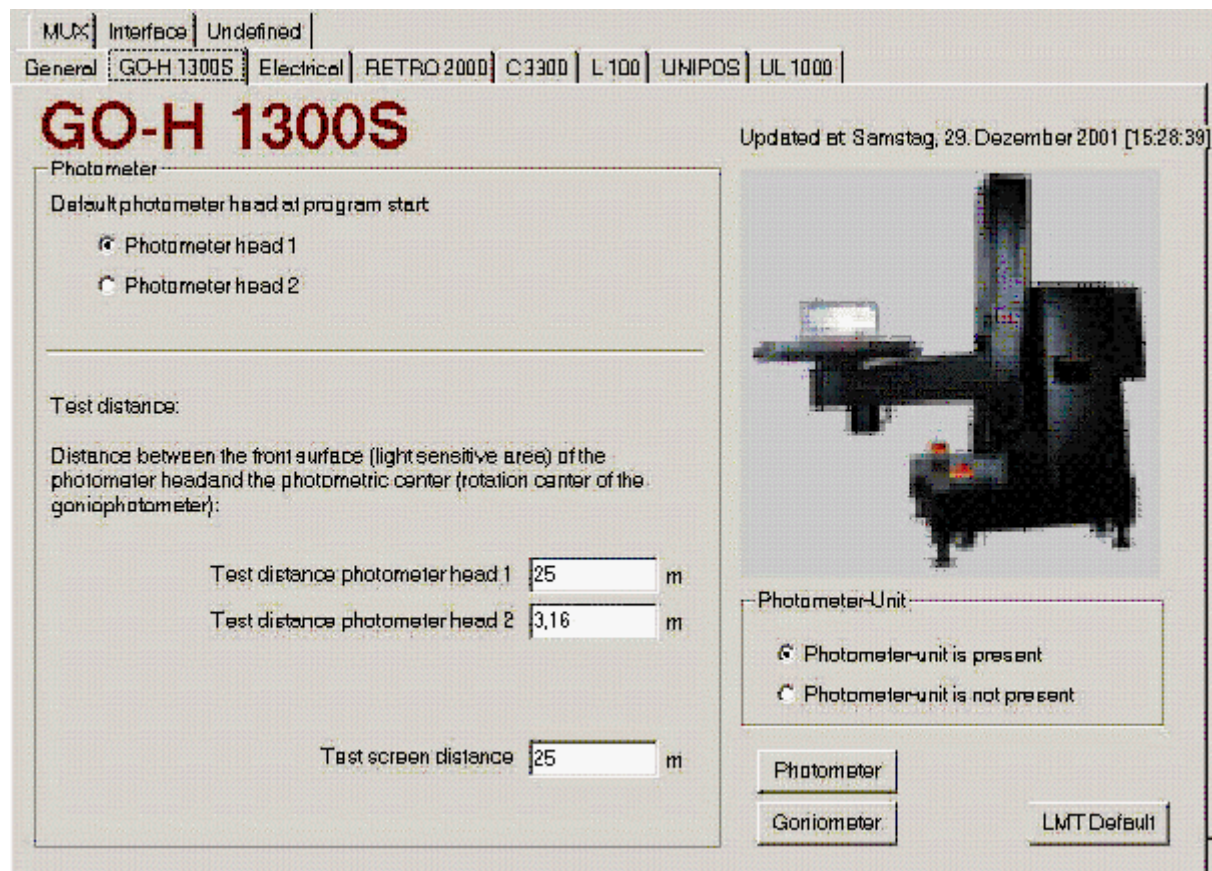 MUX Interface Undefined
General GO-H 1300S Electrical RETRO 2000 C3300 L-100 UNIPOS UL 1000
GO-H 1300S
Updated at: Samstag, 29. Dezember 2001 [15:28:39]
Photometer
Default photometer head at program start
Photometer head 1
Photometer head 2
Test distance:
Distance between the front surface (light sensitive area) of the
photometer headand the photometric center (rotation center of the
goniophotometer):
Test distance photometer head 1 25 m
Test distance photometer head 2 3,16 m
Test screen distance 25 m
Photometer-Unit
Photometer-unit is present
Photometer-unit is not present
Photometer
Goniometer
LMT Default